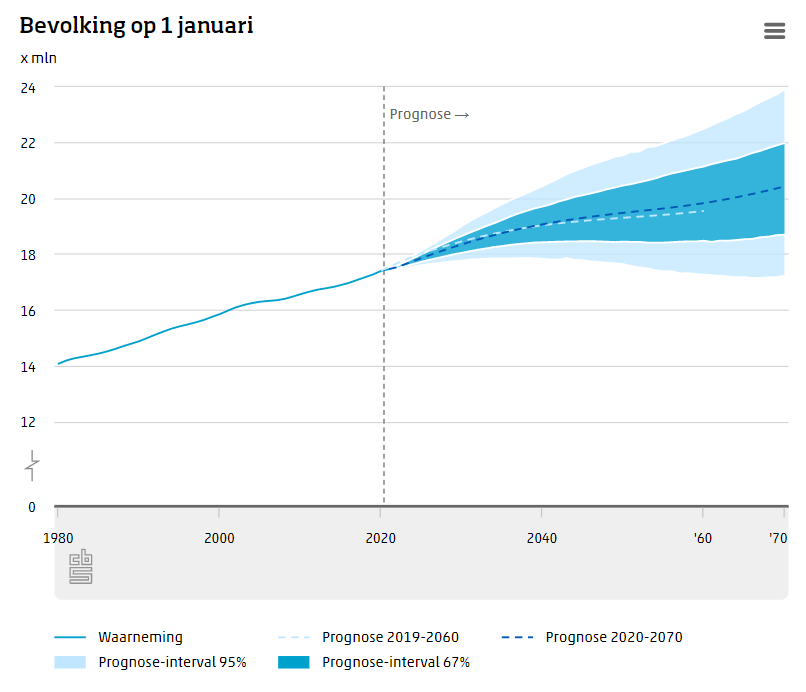 Bevolking op 1 januari
x mln
24
Prognose →
22
20
18
16
14
12
0
1980 2000 2020 2040 '60 '70
cbs
Waarneming Prognose 2019-2060 Prognose 2020-2070
Prognose-interval 95% Prognose-interval 67%